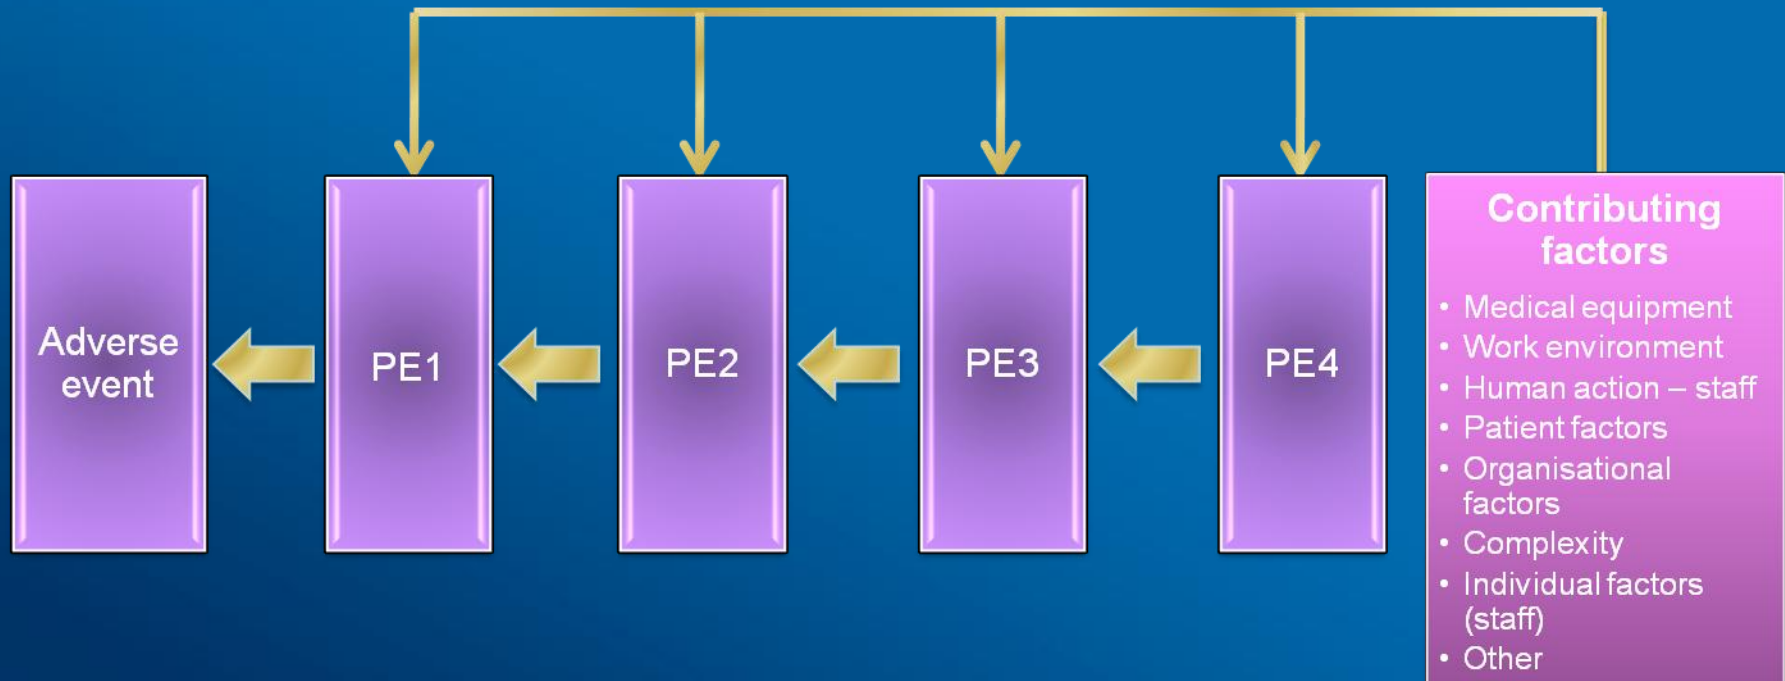 Adverse
event
PE1
PE2
PE3
PE4
Contributing
factors
• Medical equipment
• Work environment
• Human action – staff
• Patient factors
• Organisational
factors
• Complexity
• Individual factors
(staff)
• Other